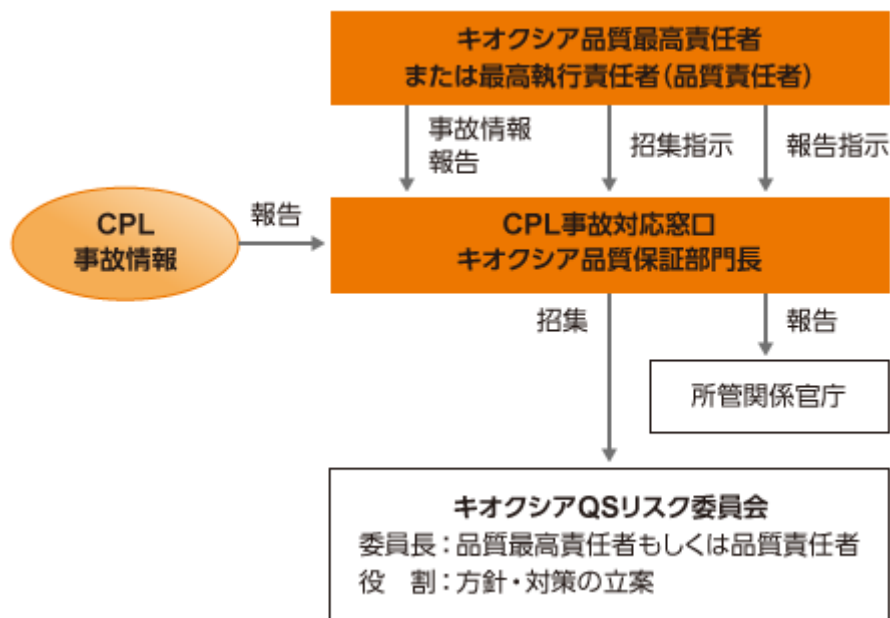 キオクシア品質最高責任者
または最高執行責任者（品質責任者）
事故情報
報告
招集指示
報告指示
CPL
事故情報
報告
CPL事故対応窓口
キオクシア品質保証部門長
招集
報告
所管関係官庁
キオクシアQSリスク委員会
委員長：品質最高責任者もしくは品質責任者
役　割：方針・対策の立案